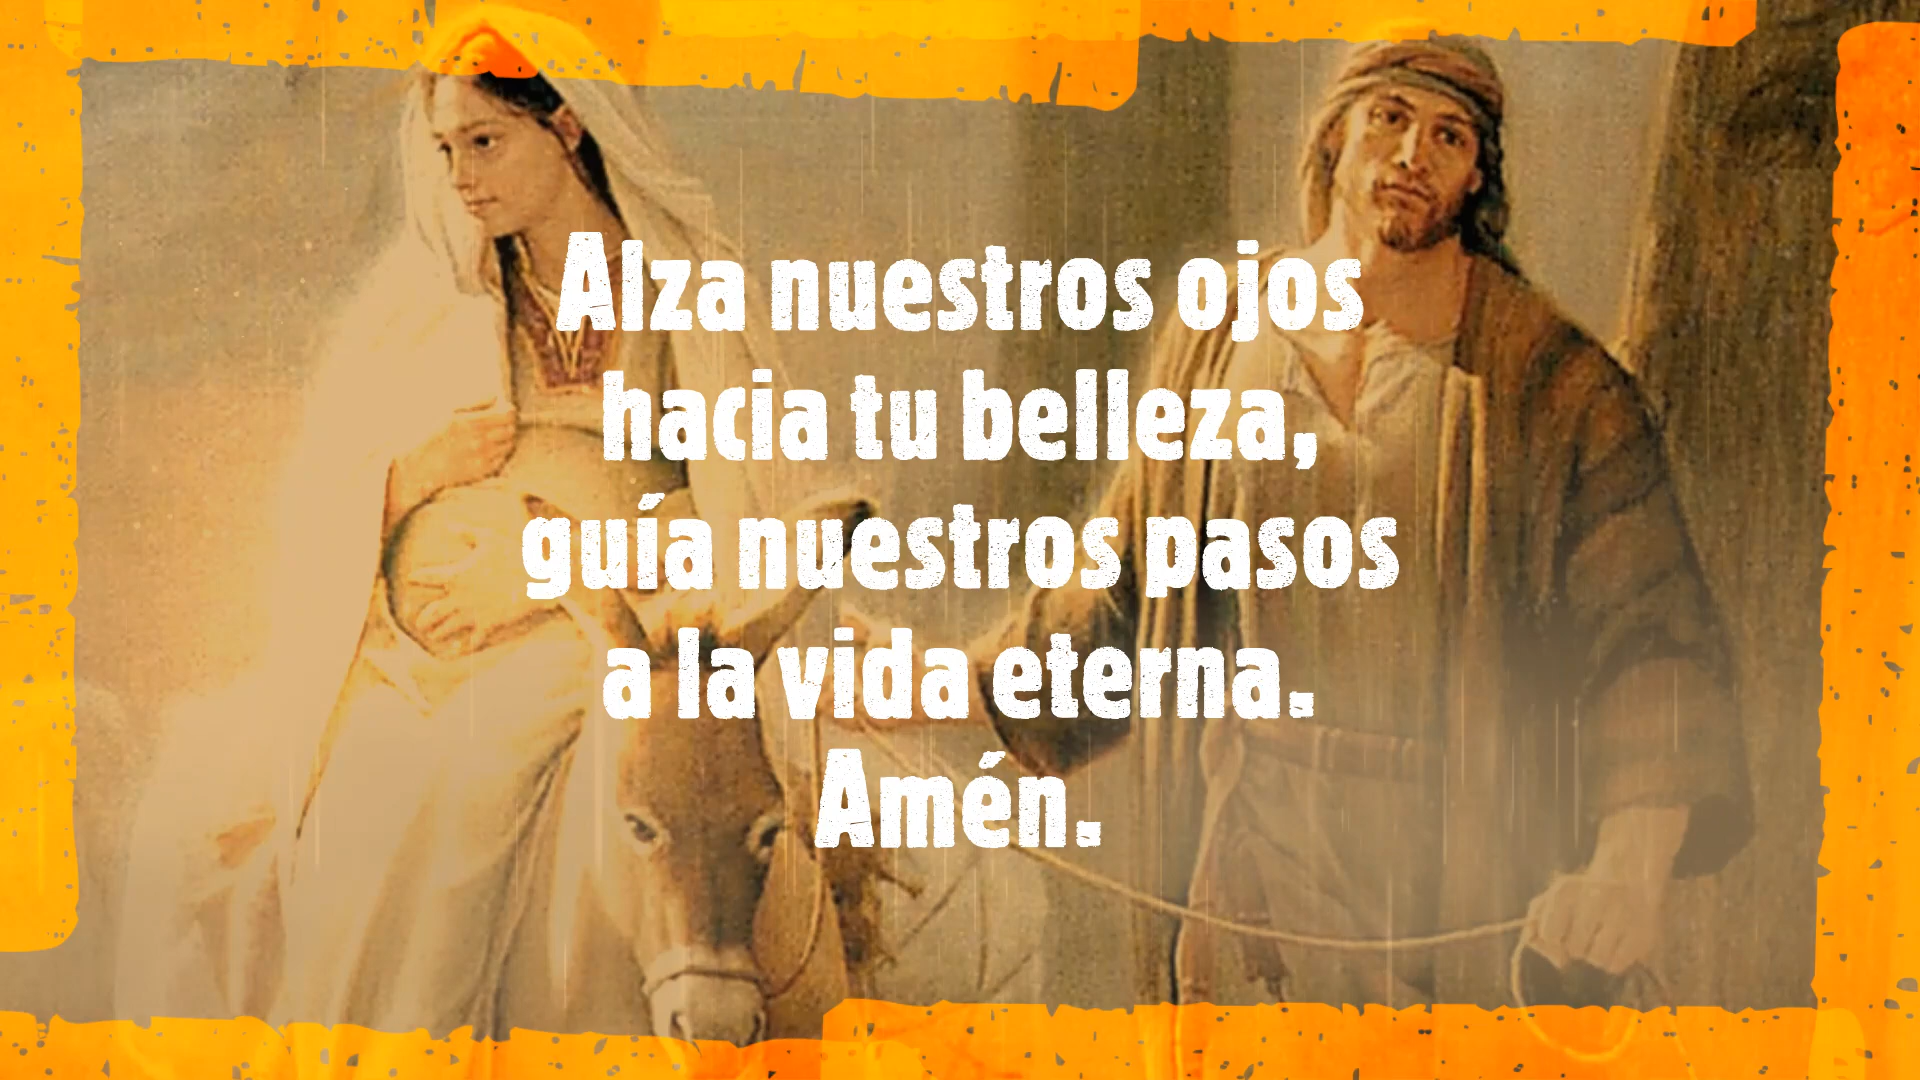 Alza nuestros ojos
hacia tu belleza,
guía nuestros pasos
a la vida eterna.
Amén.